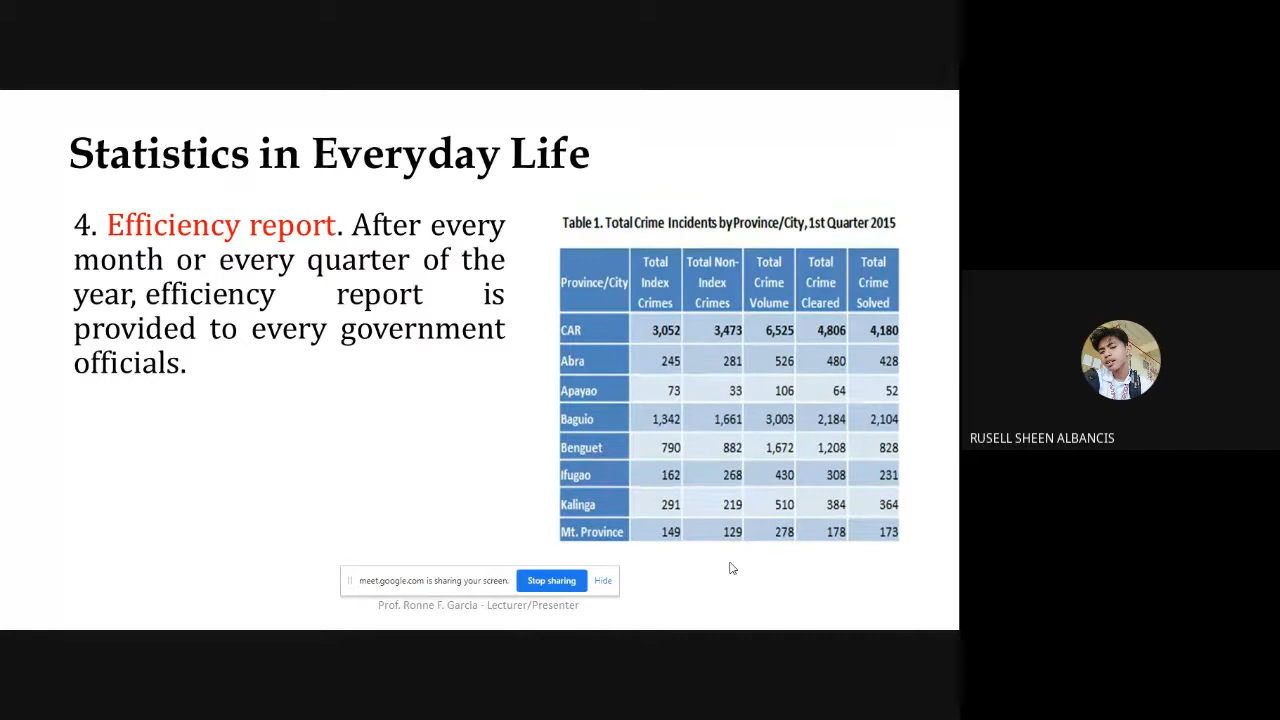 Statistics in Everyday Life
4. Efficiency report. After every
month or every quarter of the
year, efficiency report is
provided to every government
officials.
Table 1. Total Crime Incidents by Province/City, 1st Quarter 2015
Province/City Total Index Crimes Total Non-Index Crimes Total Crime Volume Total Crime Cleared Total Crime Solved
CAR 3,052 3,473 6,525 4,806 4,180
Abra 245 281 526 480 428
Apayao 73 33 106 64 52
Baguio 1,342 1,661 3,003 2,184 2,104
Benguet 790 882 1,672 1,208 828
Ifugao 162 268 430 308 231
Kalinga 291 219 510 384 364
Mt. Province 149 129 278 178 173
meet.google.com is sharing your screen. Stop sharing Hide
Prof. Ronne F. Garcia - Lecturer/Presenter
RUSELL SHEEN ALBANCIS